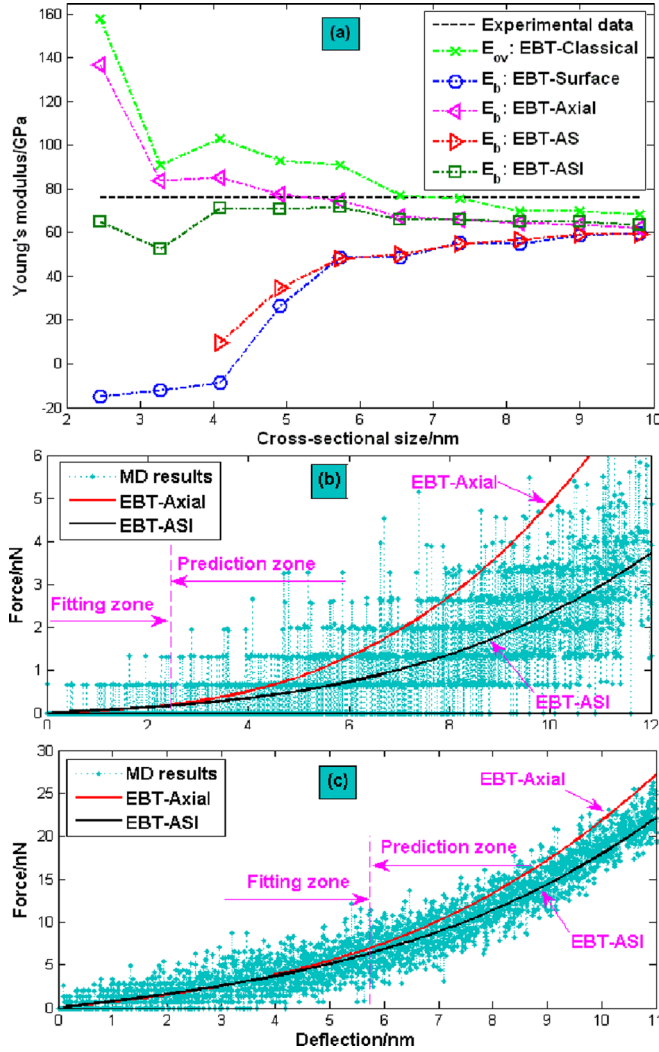 160
140
120
100
80
60
40
20
0
-20
Young's modulus/GPa
(a)
Experimental data
E_ov: EBT-Classical
E_b: EBT-Surface
E_b: EBT-Axial
E_b: EBT-AS
E_b: EBT-ASI
2 3 4 5 6 7 8 9 10
Cross-sectional size/nm
6
5
4
3
2
1
0
Force/nN
MD results
EBT-Axial
EBT-ASI
(b)
EBT-Axial
Prediction zone
Fitting zone
EBT-ASI
0 2 4 6 8 10 12
30
25
20
15
10
5
0
Force/nN
MD results
EBT-Axial
EBT-ASI
(c)
EBT-Axial
Prediction zone
Fitting zone
EBT-ASI
0 1 2 3 4 5 6 7 8 9 10 11
Deflection/nm